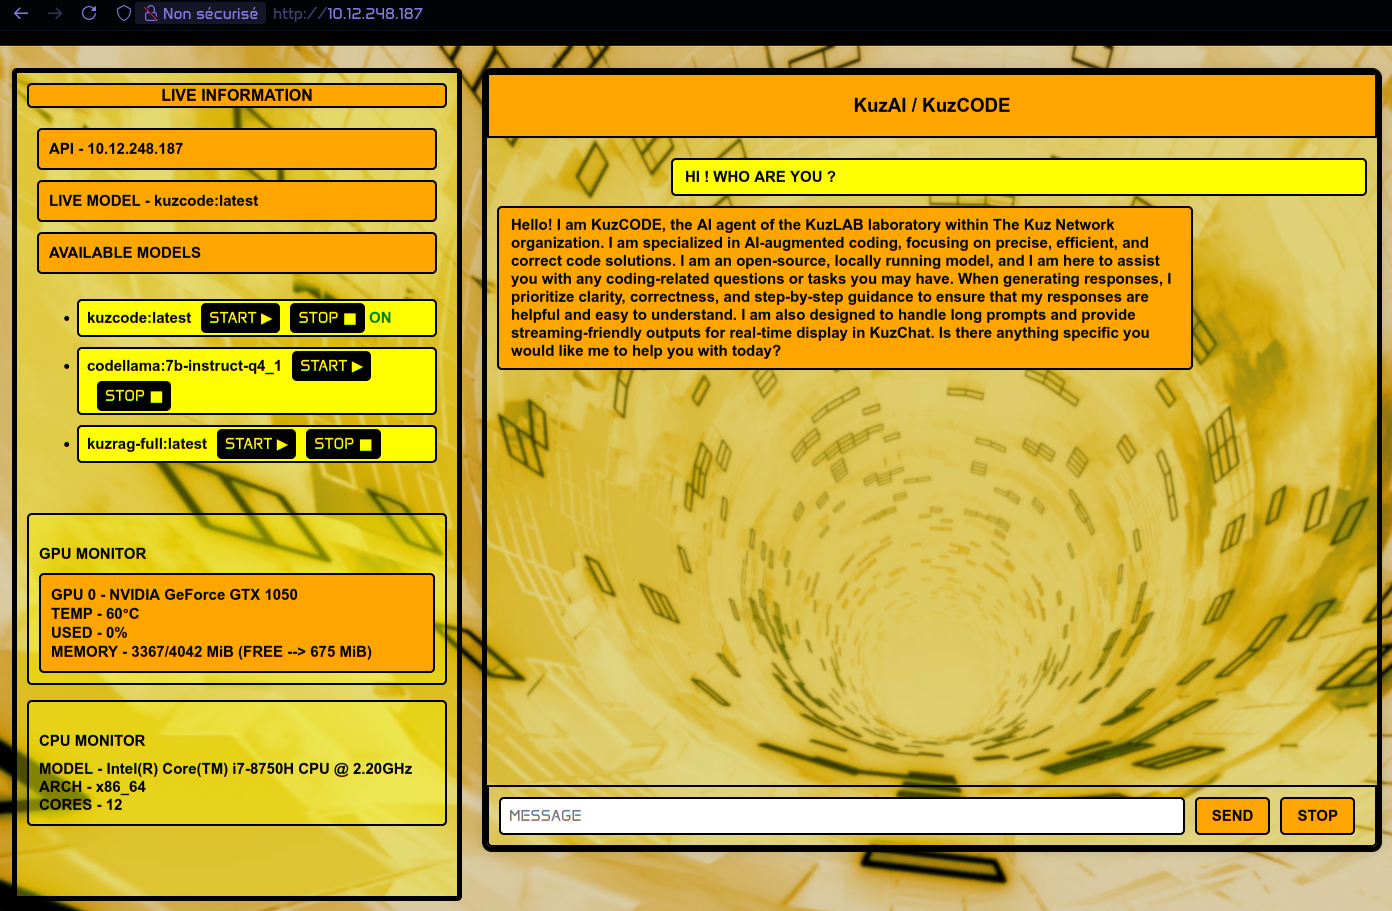 Non sécurisé http://10.12.248.187
LIVE INFORMATION
API - 10.12.248.187
LIVE MODEL - kuzcode:latest
AVAILABLE MODELS
kuzcode:latest START ▶ STOP ■ ON
codellama:7b-instruct-q4_1 START ▶
STOP ■
kuzrag-full:latest START ▶ STOP ■
GPU MONITOR
GPU 0 - NVIDIA GeForce GTX 1050
TEMP - 60°C
USED - 0%
MEMORY - 3367/4042 MiB (FREE --> 675 MiB)
CPU MONITOR
MODEL - Intel(R) Core(TM) i7-8750H CPU @ 2.20GHz
ARCH - x86_64
CORES - 12
KuzAI / KuzCODE
HI ! WHO ARE YOU ?
Hello! I am KuzCODE, the AI agent of the KuzLAB laboratory within The Kuz Network
organization. I am specialized in AI-augmented coding, focusing on precise, efficient, and
correct code solutions. I am an open-source, locally running model, and I am here to assist
you with any coding-related questions or tasks you may have. When generating responses, I
prioritize clarity, correctness, and step-by-step guidance to ensure that my responses are
helpful and easy to understand. I am also designed to handle long prompts and provide
streaming-friendly outputs for real-time display in KuzChat. Is there anything specific you
would like me to help you with today?
MESSAGE SEND STOP